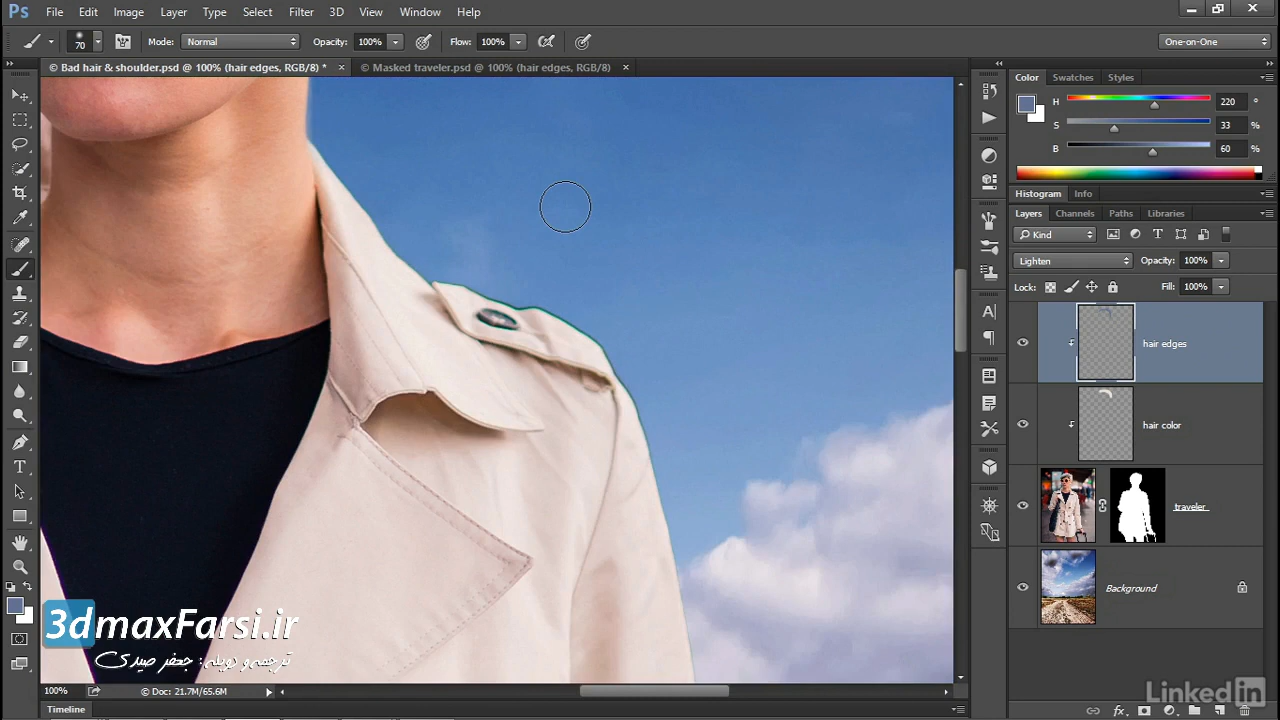 Ps File Edit Image Layer Type Select Filter 3D View Window Help
70 Mode: Normal Opacity: 100% Flow: 100% One-on-One
© Bad hair & shoulder.psd @ 100% (hair edges, RGB/8) * × © Masked traveler.psd @ 100% (hair edges, RGB/8) ×
Color Swatches Styles
H 220 °
S 33 %
B 60 %
Histogram Info
Layers Channels Paths Libraries
Kind
Lighten Opacity: 100%
Lock: Fill: 100%
hair edges
hair color
traveler
Background
3dmaxFarsi.ir
ترجمه و دوبله: جعفر صیدی
100% © Doc: 21.7M/65.6M
Timeline
fx
LinkedIn